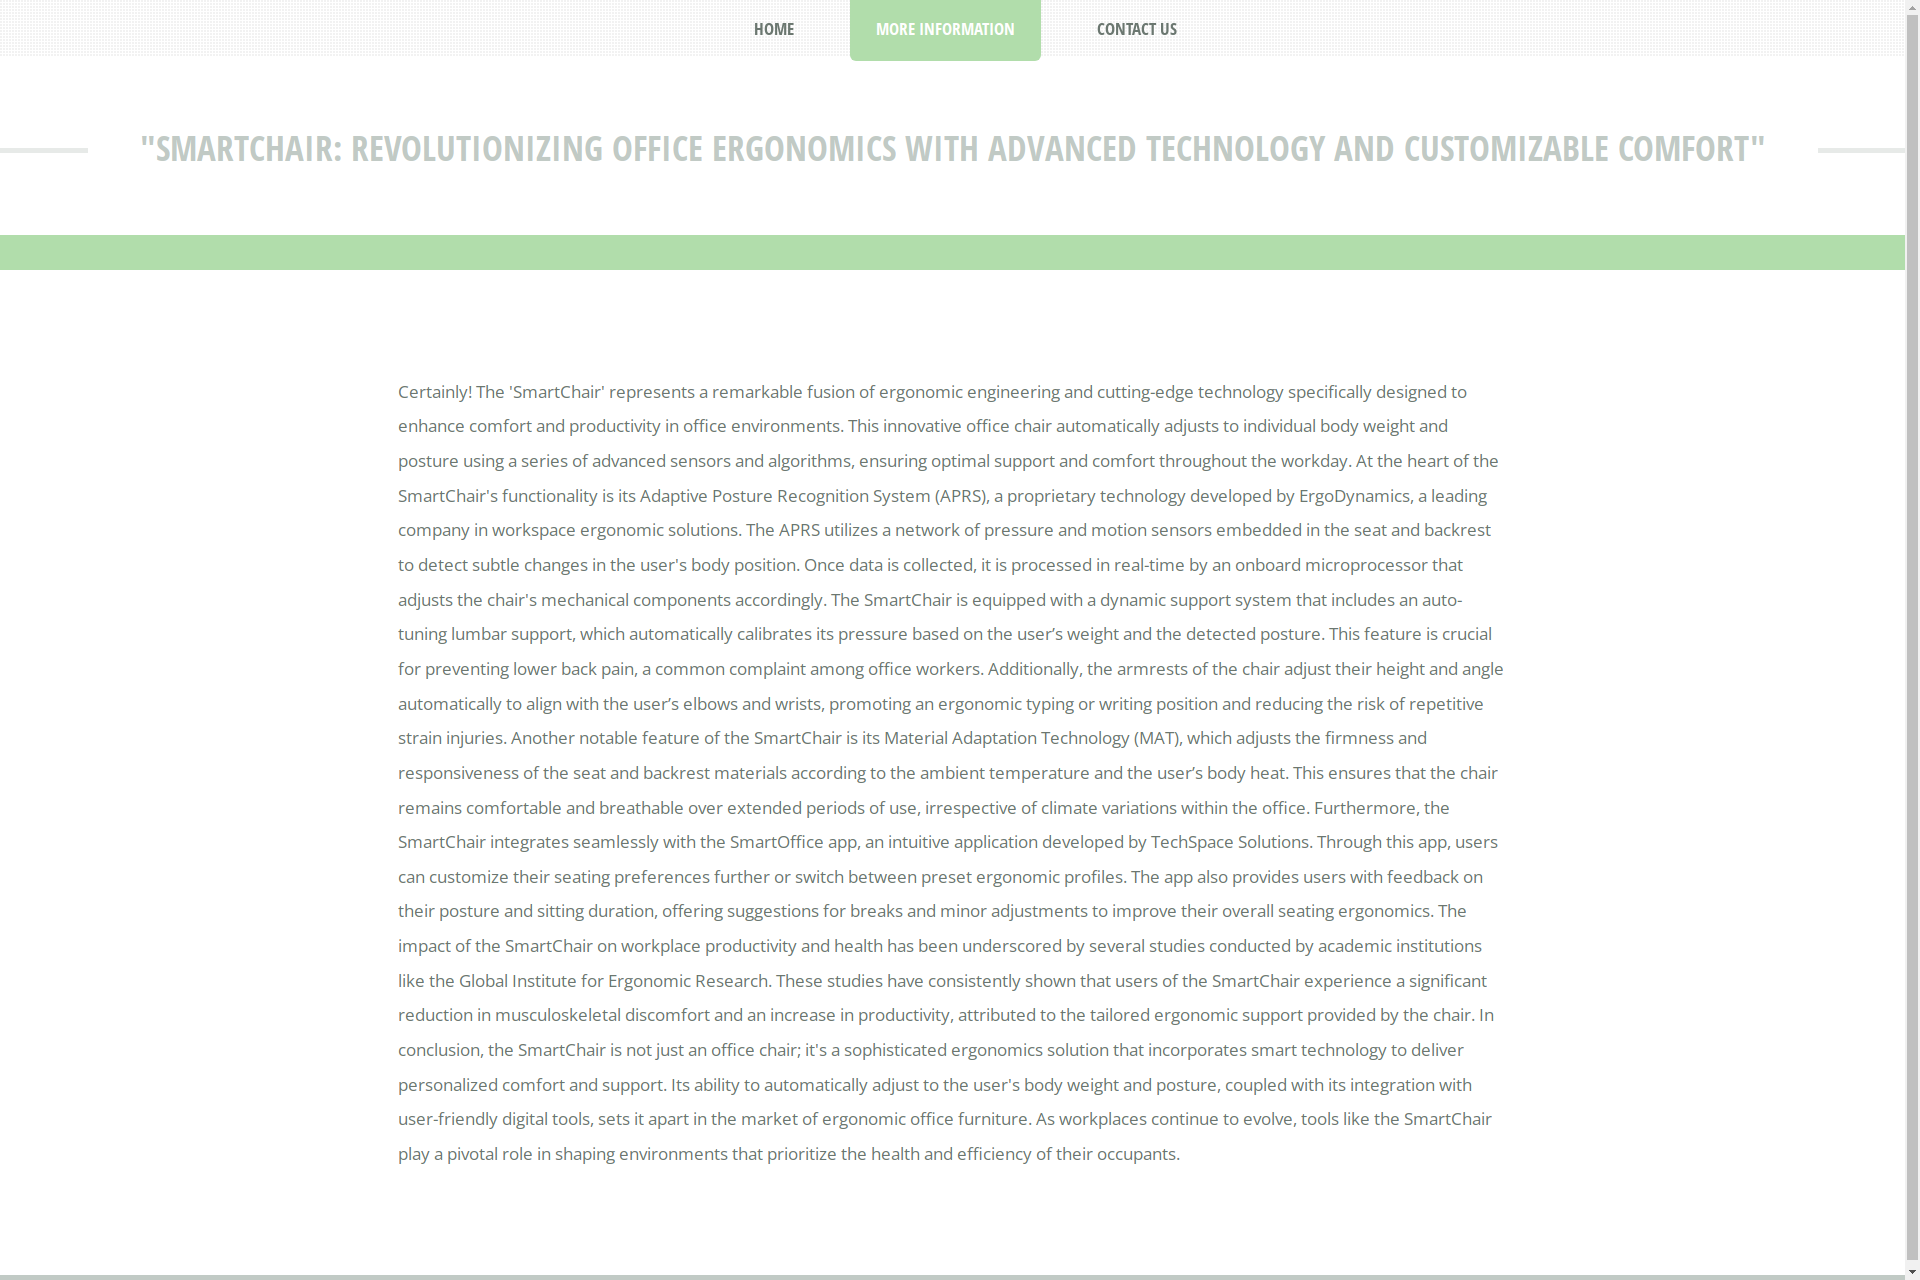 HOME
MORE INFORMATION
CONTACT US
"SMARTCHAIR: REVOLUTIONIZING OFFICE ERGONOMICS WITH ADVANCED TECHNOLOGY AND CUSTOMIZABLE COMFORT"
Certainly! The 'SmartChair' represents a remarkable fusion of ergonomic engineering and cutting-edge technology specifically designed to
enhance comfort and productivity in office environments. This innovative office chair automatically adjusts to individual body weight and
posture using a series of advanced sensors and algorithms, ensuring optimal support and comfort throughout the workday. At the heart of the
SmartChair's functionality is its Adaptive Posture Recognition System (APRS), a proprietary technology developed by ErgoDynamics, a leading
company in workspace ergonomic solutions. The APRS utilizes a network of pressure and motion sensors embedded in the seat and backrest
to detect subtle changes in the user's body position. Once data is collected, it is processed in real-time by an onboard microprocessor that
adjusts the chair's mechanical components accordingly. The SmartChair is equipped with a dynamic support system that includes an auto-
tuning lumbar support, which automatically calibrates its pressure based on the user’s weight and the detected posture. This feature is crucial
for preventing lower back pain, a common complaint among office workers. Additionally, the armrests of the chair adjust their height and angle
automatically to align with the user’s elbows and wrists, promoting an ergonomic typing or writing position and reducing the risk of repetitive
strain injuries. Another notable feature of the SmartChair is its Material Adaptation Technology (MAT), which adjusts the firmness and
responsiveness of the seat and backrest materials according to the ambient temperature and the user’s body heat. This ensures that the chair
remains comfortable and breathable over extended periods of use, irrespective of climate variations within the office. Furthermore, the
SmartChair integrates seamlessly with the SmartOffice app, an intuitive application developed by TechSpace Solutions. Through this app, users
can customize their seating preferences further or switch between preset ergonomic profiles. The app also provides users with feedback on
their posture and sitting duration, offering suggestions for breaks and minor adjustments to improve their overall seating ergonomics. The
impact of the SmartChair on workplace productivity and health has been underscored by several studies conducted by academic institutions
like the Global Institute for Ergonomic Research. These studies have consistently shown that users of the SmartChair experience a significant
reduction in musculoskeletal discomfort and an increase in productivity, attributed to the tailored ergonomic support provided by the chair. In
conclusion, the SmartChair is not just an office chair; it's a sophisticated ergonomics solution that incorporates smart technology to deliver
personalized comfort and support. Its ability to automatically adjust to the user's body weight and posture, coupled with its integration with
user-friendly digital tools, sets it apart in the market of ergonomic office furniture. As workplaces continue to evolve, tools like the SmartChair
play a pivotal role in shaping environments that prioritize the health and efficiency of their occupants.